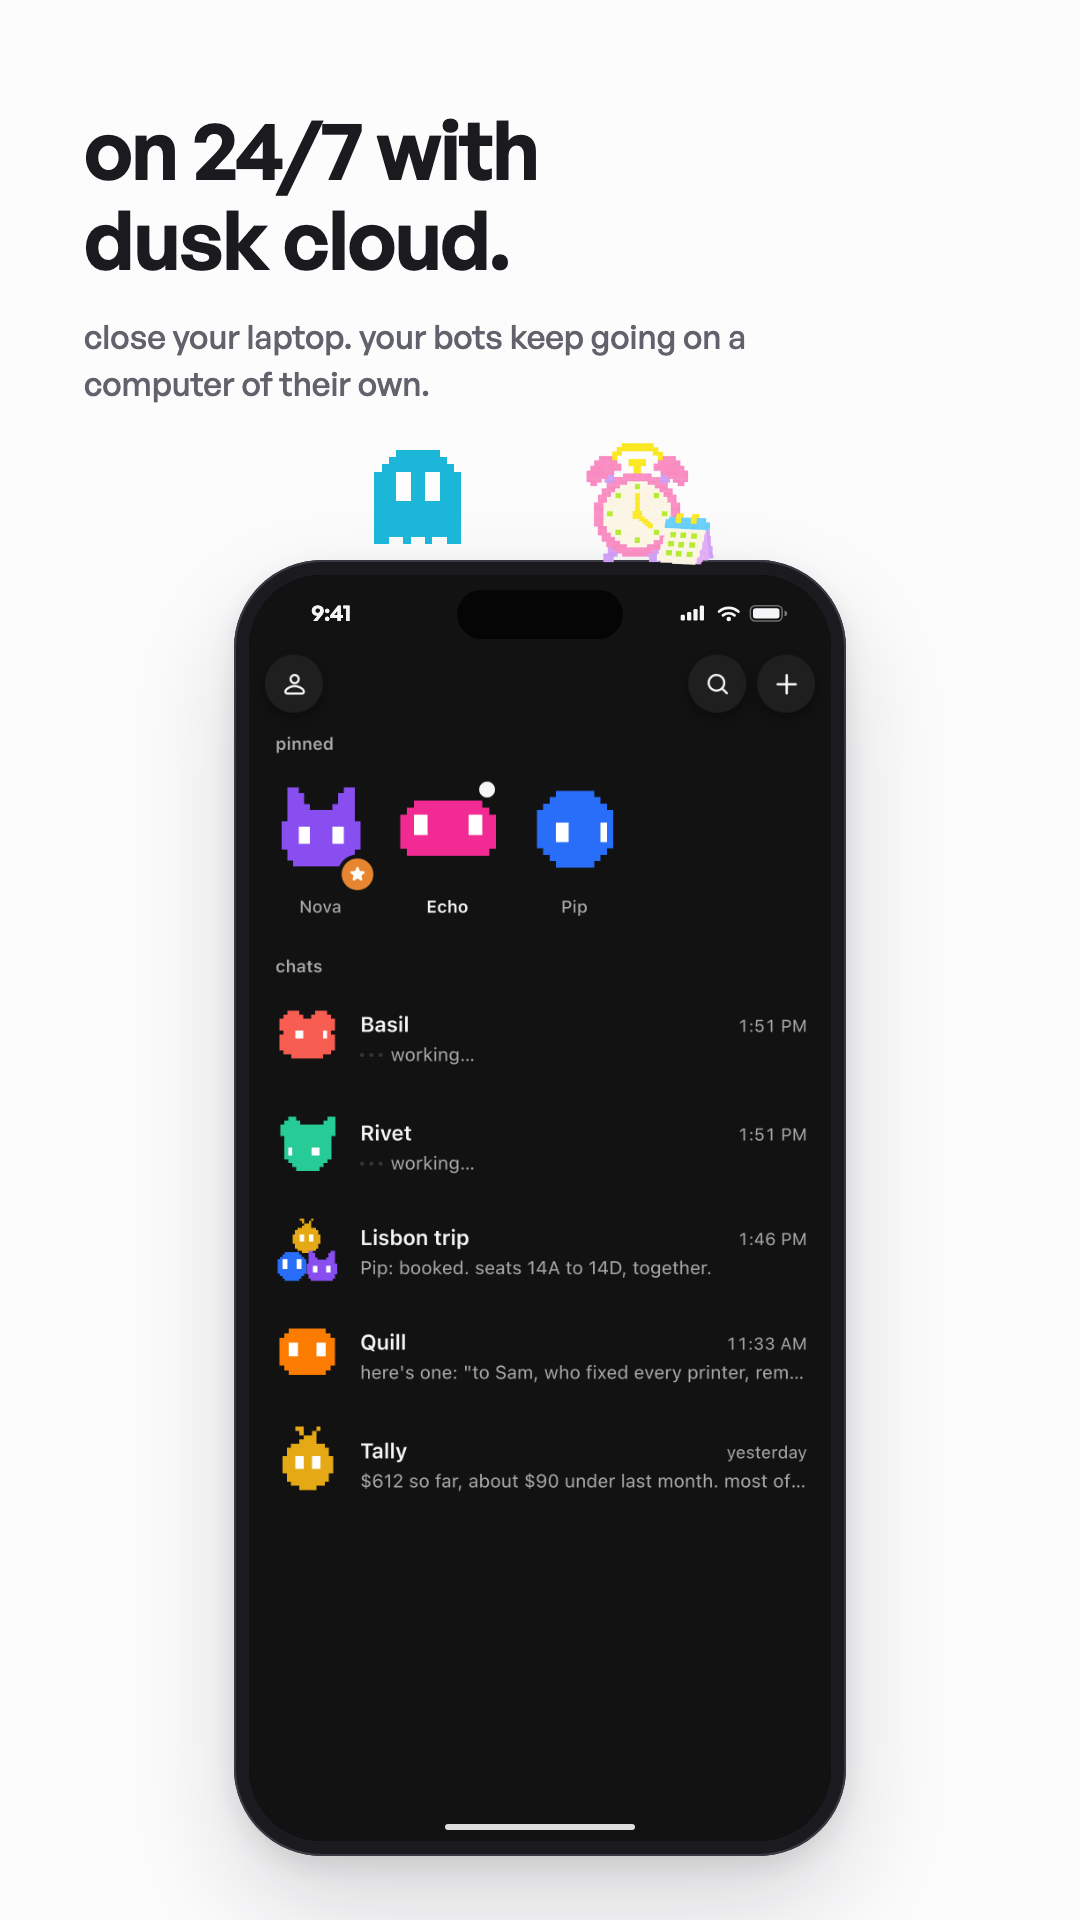 on 24/7 with
dusk cloud.
close your laptop. your bots keep going on a
computer of their own.
9:41
pinned
Nova
Echo
Pip
chats
Basil
1:51 PM
working...
Rivet
1:51 PM
working...
Lisbon trip
1:46 PM
Pip: booked. seats 14A to 14D, together.
Quill
11:33 AM
here's one: "to Sam, who fixed every printer, rem...
Tally
yesterday
$612 so far, about $90 under last month. most of...